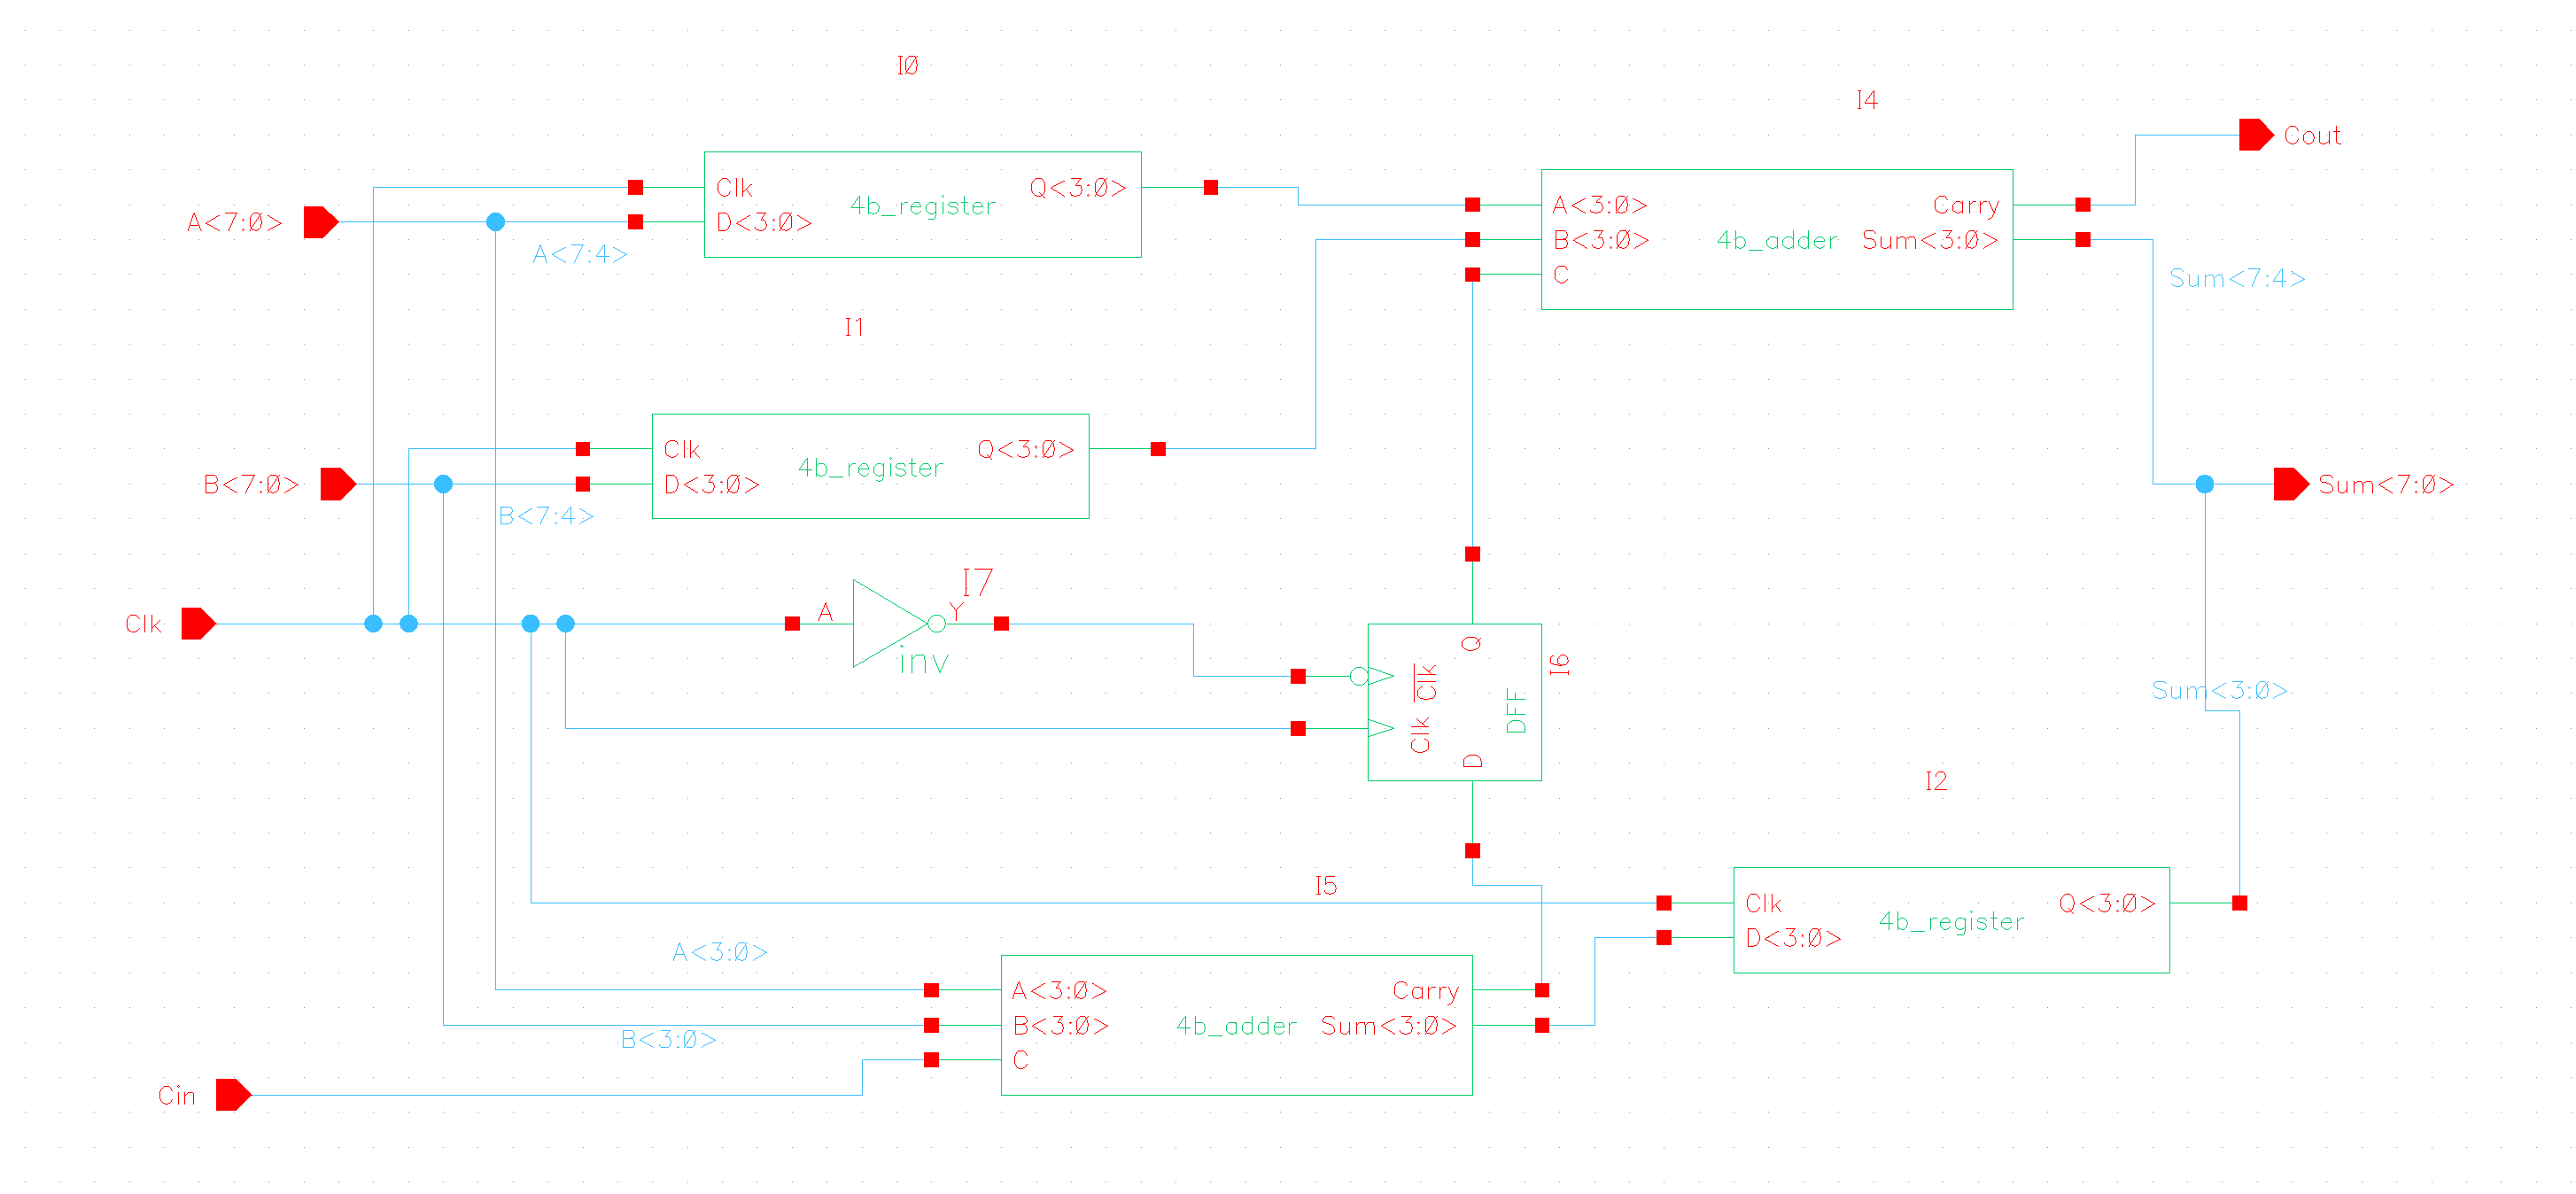 I0
I4
Cout
Clk
Q<3:0>
4b_register
D<3:0>
A<7:0>
A<7:4>
A<3:0>
Carry
B<3:0>
4b_adder
Sum<3:0>
C
Sum<7:4>
I1
Clk
Q<3:0>
4b_register
D<3:0>
B<7:0>
B<7:4>
Sum<7:0>
I7
A
Y
inv
Clk
Q
Clk
Clk
D
DFF
I6
Sum<3:0>
I2
I5
Clk
Q<3:0>
4b_register
D<3:0>
A<3:0>
A<3:0>
Carry
B<3:0>
B<3:0>
4b_adder
Sum<3:0>
C
Cin